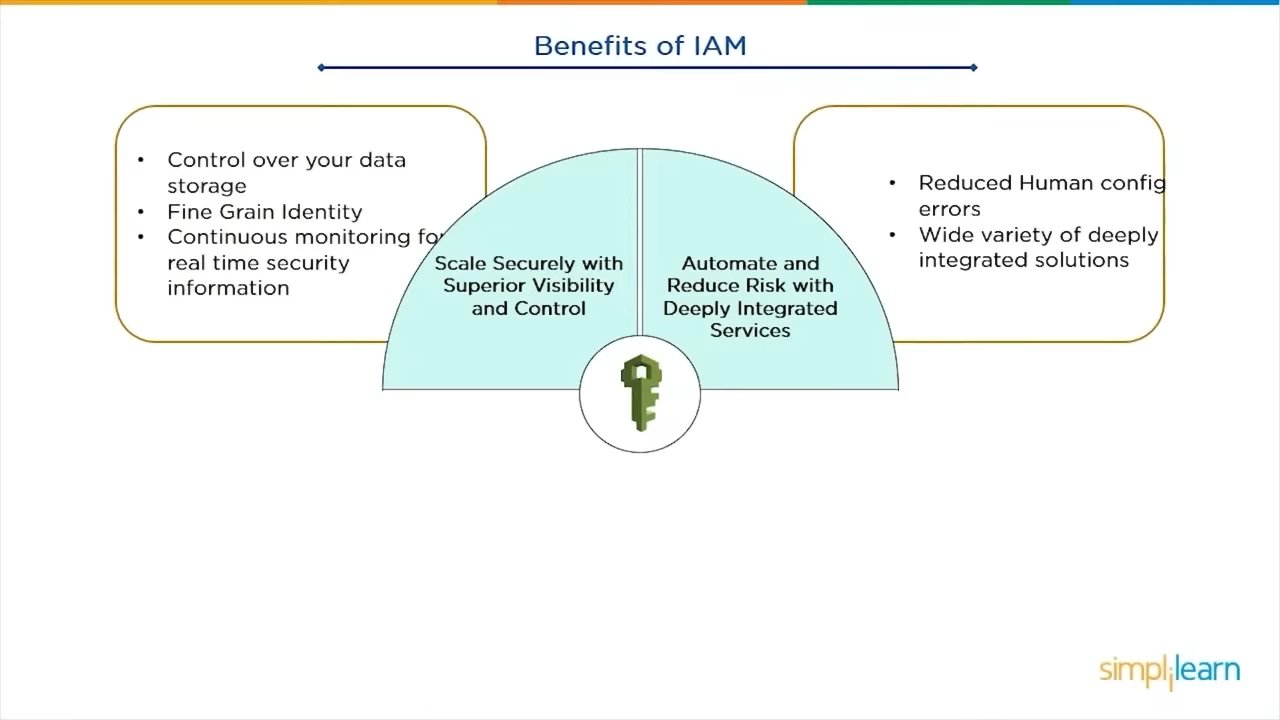 Benefits of IAM
• Control over your data
storage
• Fine Grain Identity
• Continuous monitoring for
real time security
information
Scale Securely with
Superior Visibility
and Control
Automate and
Reduce Risk with
Deeply Integrated
Services
• Reduced Human config
errors
• Wide variety of deeply
integrated solutions
simplilearn